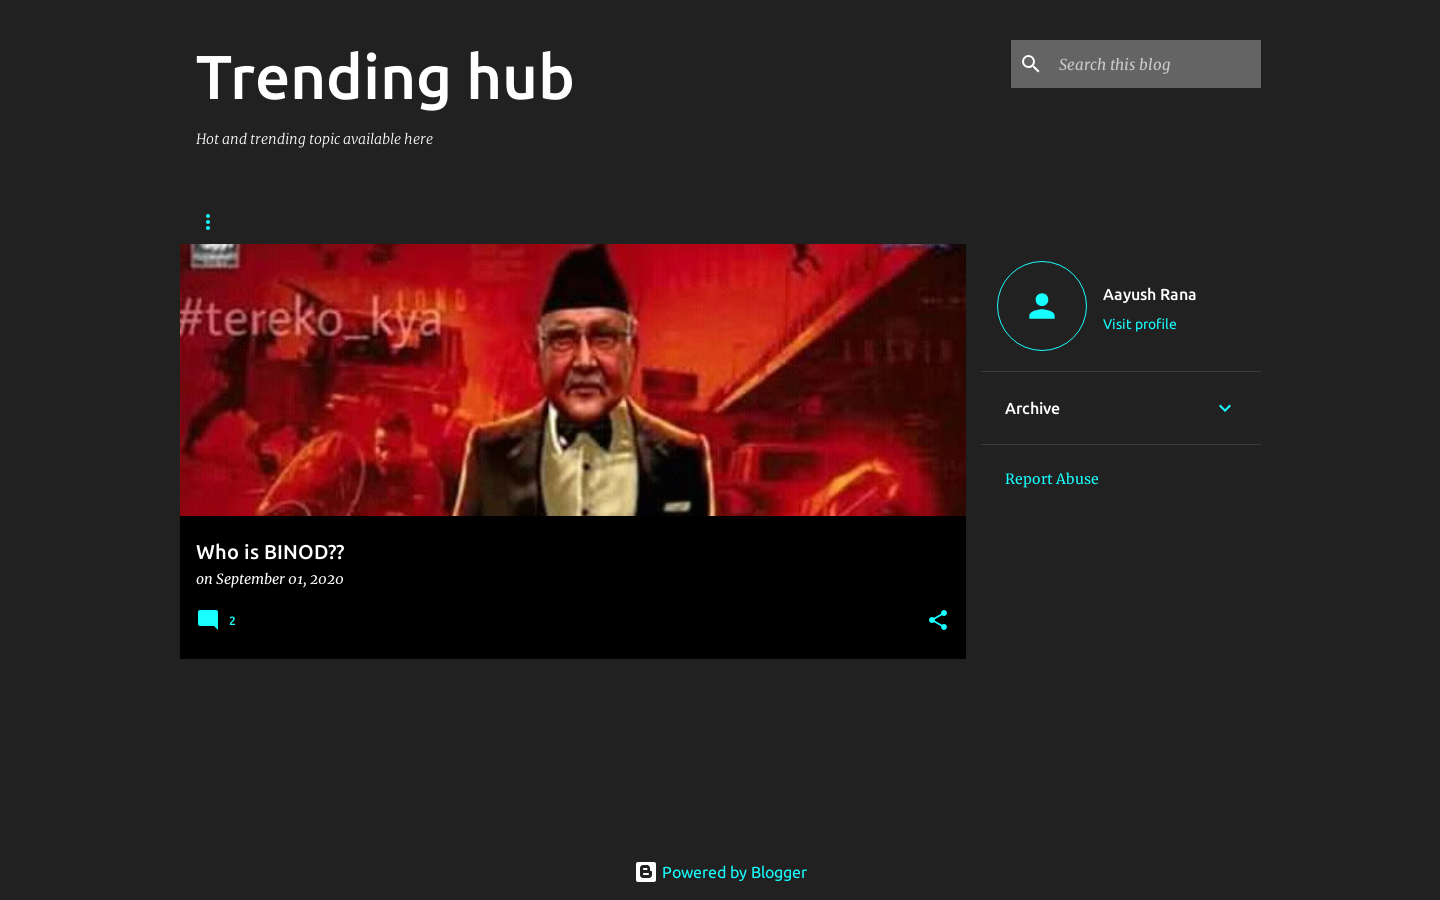 Trending hub
Search this blog
Hot and trending topic available here
#tereko_kya
Aayush Rana
Visit profile
Archive
Report Abuse
Who is BINOD??
on September 01, 2020
2
Powered by Blogger